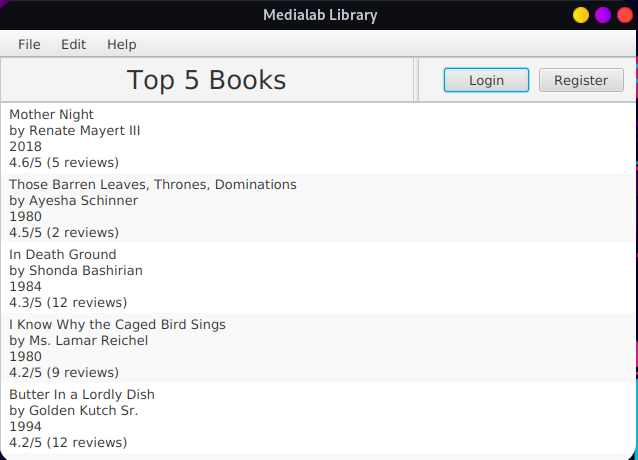 Medialab Library
File Edit Help
Top 5 Books
Login Register
Mother Night
by Renate Mayert III
2018
4.6/5 (5 reviews)
Those Barren Leaves, Thrones, Dominations
by Ayesha Schinner
1980
4.5/5 (2 reviews)
In Death Ground
by Shonda Bashirian
1984
4.3/5 (12 reviews)
I Know Why the Caged Bird Sings
by Ms. Lamar Reichel
1980
4.2/5 (9 reviews)
Butter In a Lordly Dish
by Golden Kutch Sr.
1994
4.2/5 (12 reviews)